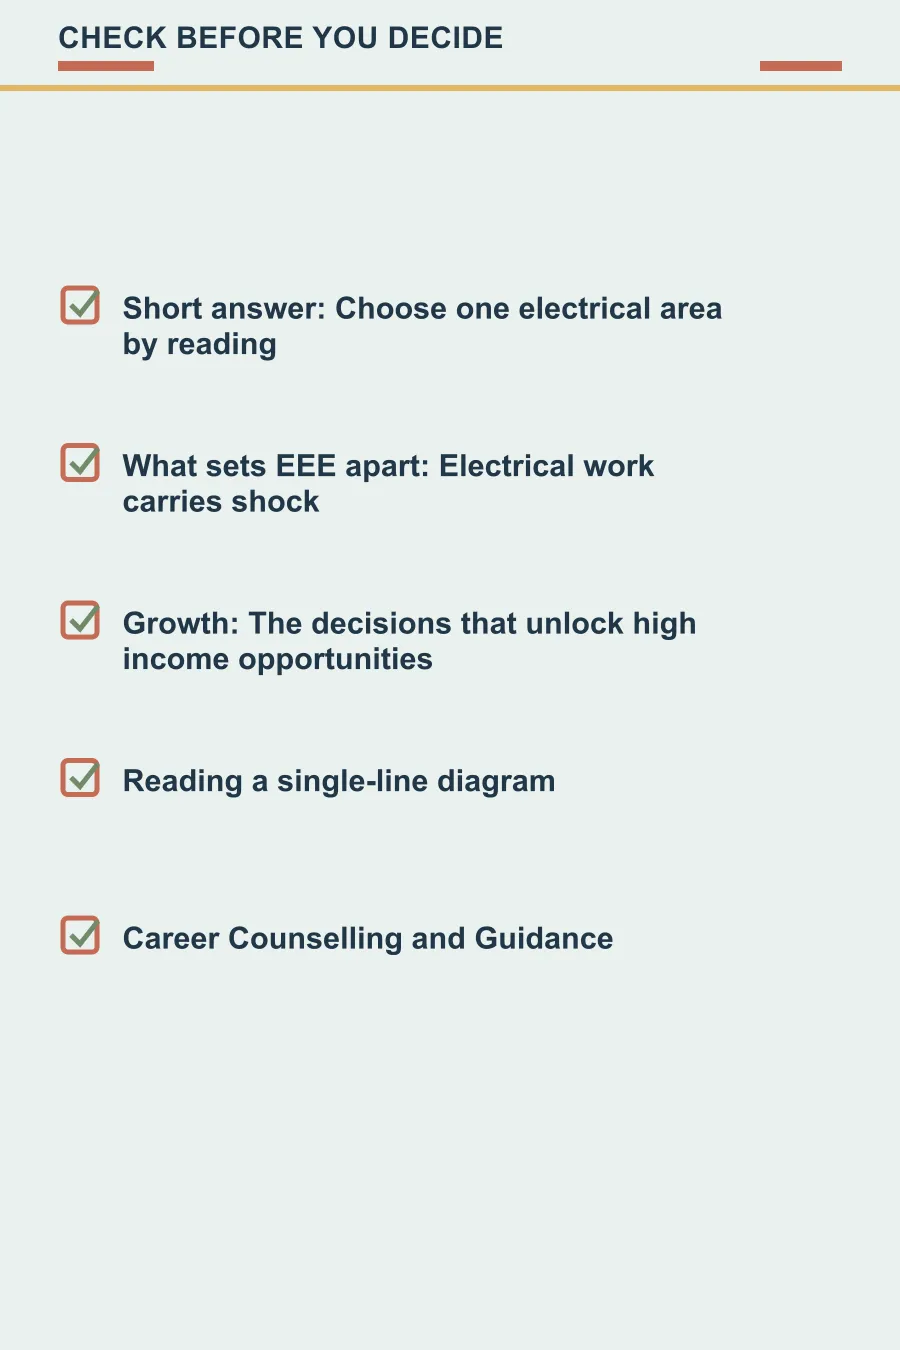 CHECK BEFORE YOU DECIDE
Short answer: Choose one electrical area
by reading
What sets EEE apart: Electrical work
carries shock
Growth: The decisions that unlock high
income opportunities
Reading a single-line diagram
Career Counselling and Guidance